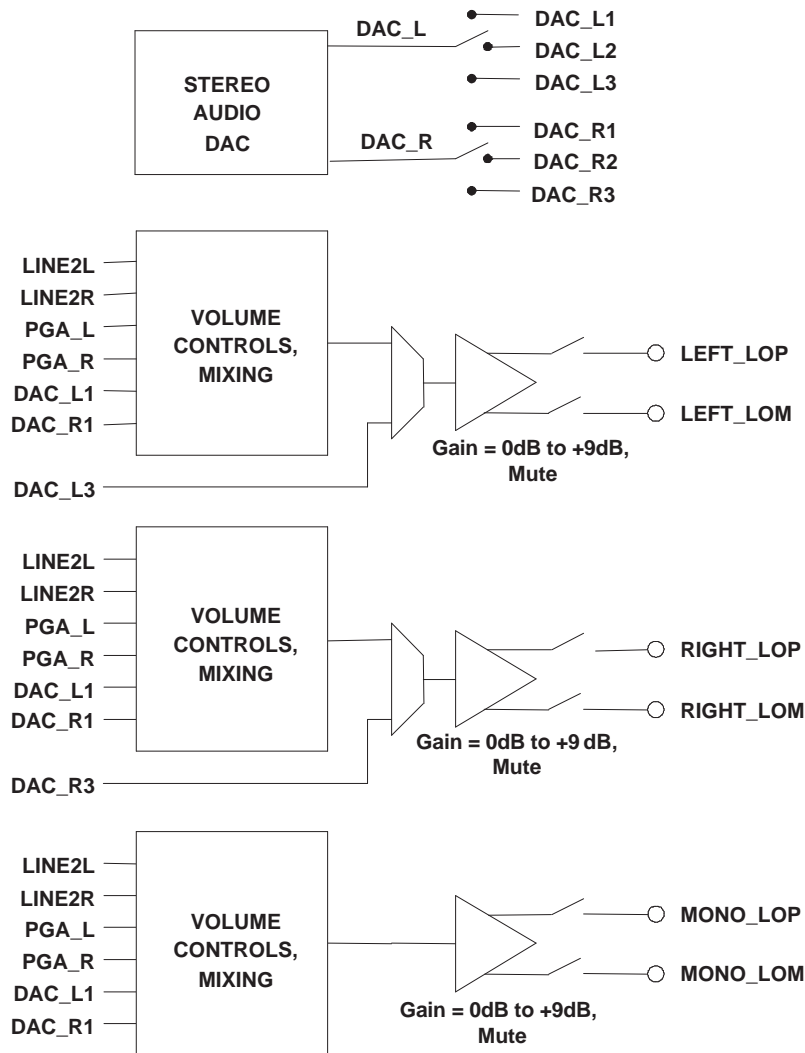 DAC_L
DAC_L1
DAC_L2
DAC_L3
STEREO
AUDIO
DAC
DAC_R
DAC_R1
DAC_R2
DAC_R3
LINE2L
LINE2R
PGA_L
PGA_R
DAC_L1
DAC_R1
VOLUME
CONTROLS,
MIXING
LEFT_LOP
LEFT_LOM
Gain = 0dB to +9dB,
Mute
DAC_L3
LINE2L
LINE2R
PGA_L
PGA_R
DAC_L1
DAC_R1
VOLUME
CONTROLS,
MIXING
RIGHT_LOP
RIGHT_LOM
Gain = 0dB to +9 dB,
Mute
DAC_R3
LINE2L
LINE2R
PGA_L
PGA_R
DAC_L1
DAC_R1
VOLUME
CONTROLS,
MIXING
MONO_LOP
MONO_LOM
Gain = 0dB to +9dB,
Mute